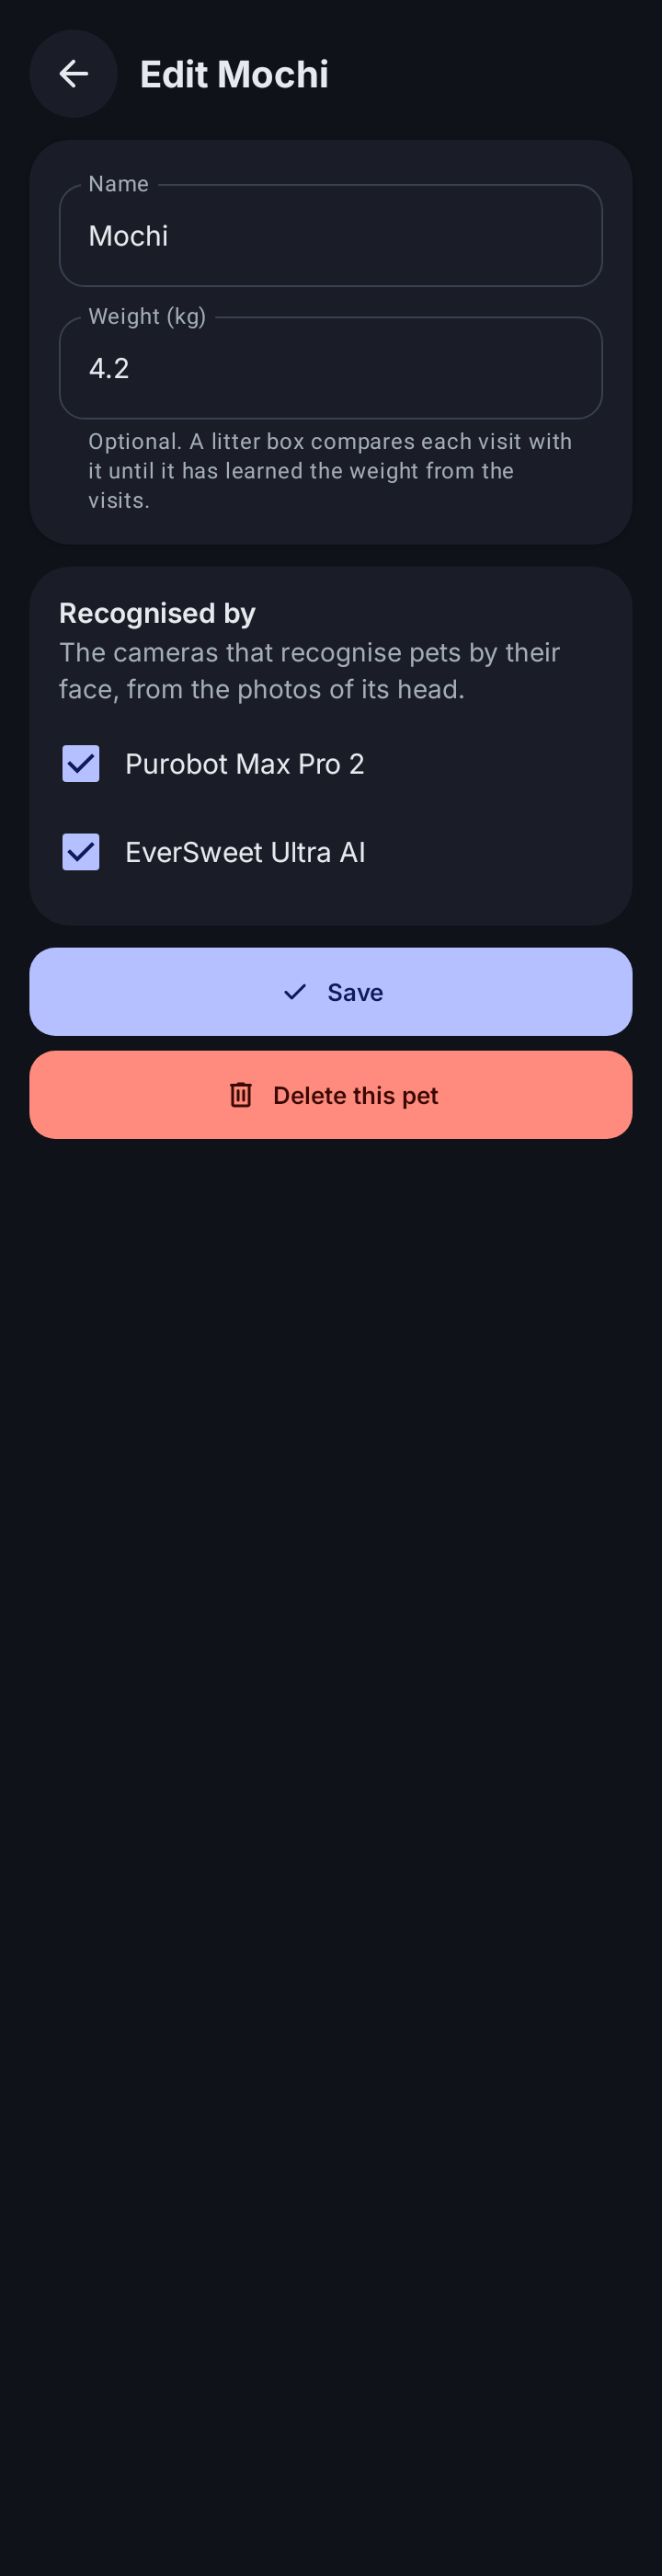 Edit Mochi
Name
Mochi
Weight (kg)
4.2
Optional. A litter box compares each visit with
it until it has learned the weight from the
visits.
Recognised by
The cameras that recognise pets by their
face, from the photos of its head.
Purobot Max Pro 2
EverSweet Ultra AI
Save
Delete this pet